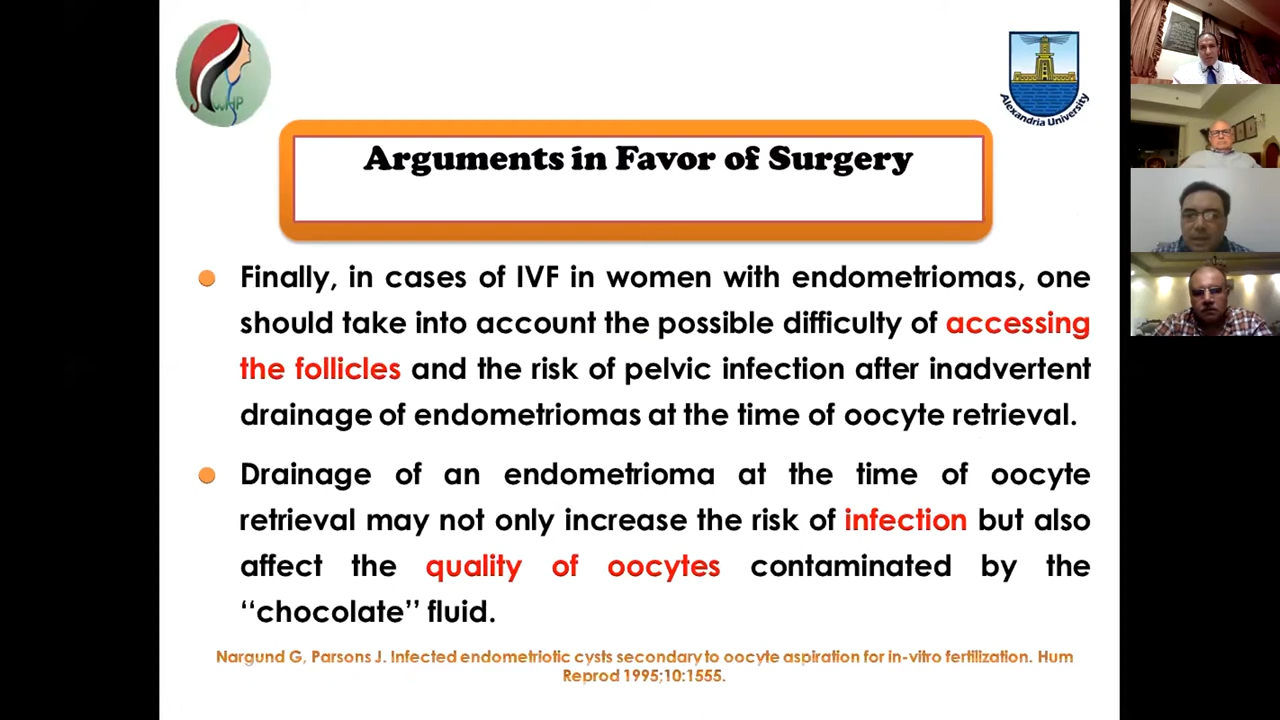 WHP
Alexandria University
Arguments in Favor of Surgery
Finally, in cases of IVF in women with endometriomas, one
should take into account the possible difficulty of accessing
the follicles and the risk of pelvic infection after inadvertent
drainage of endometriomas at the time of oocyte retrieval.
Drainage of an endometrioma at the time of oocyte
retrieval may not only increase the risk of infection but also
affect the quality of oocytes contaminated by the
‘‘chocolate’’ fluid.
Nargund G, Parsons J. Infected endometriotic cysts secondary to oocyte aspiration for in-vitro fertilization. Hum
Reprod 1995;10:1555.